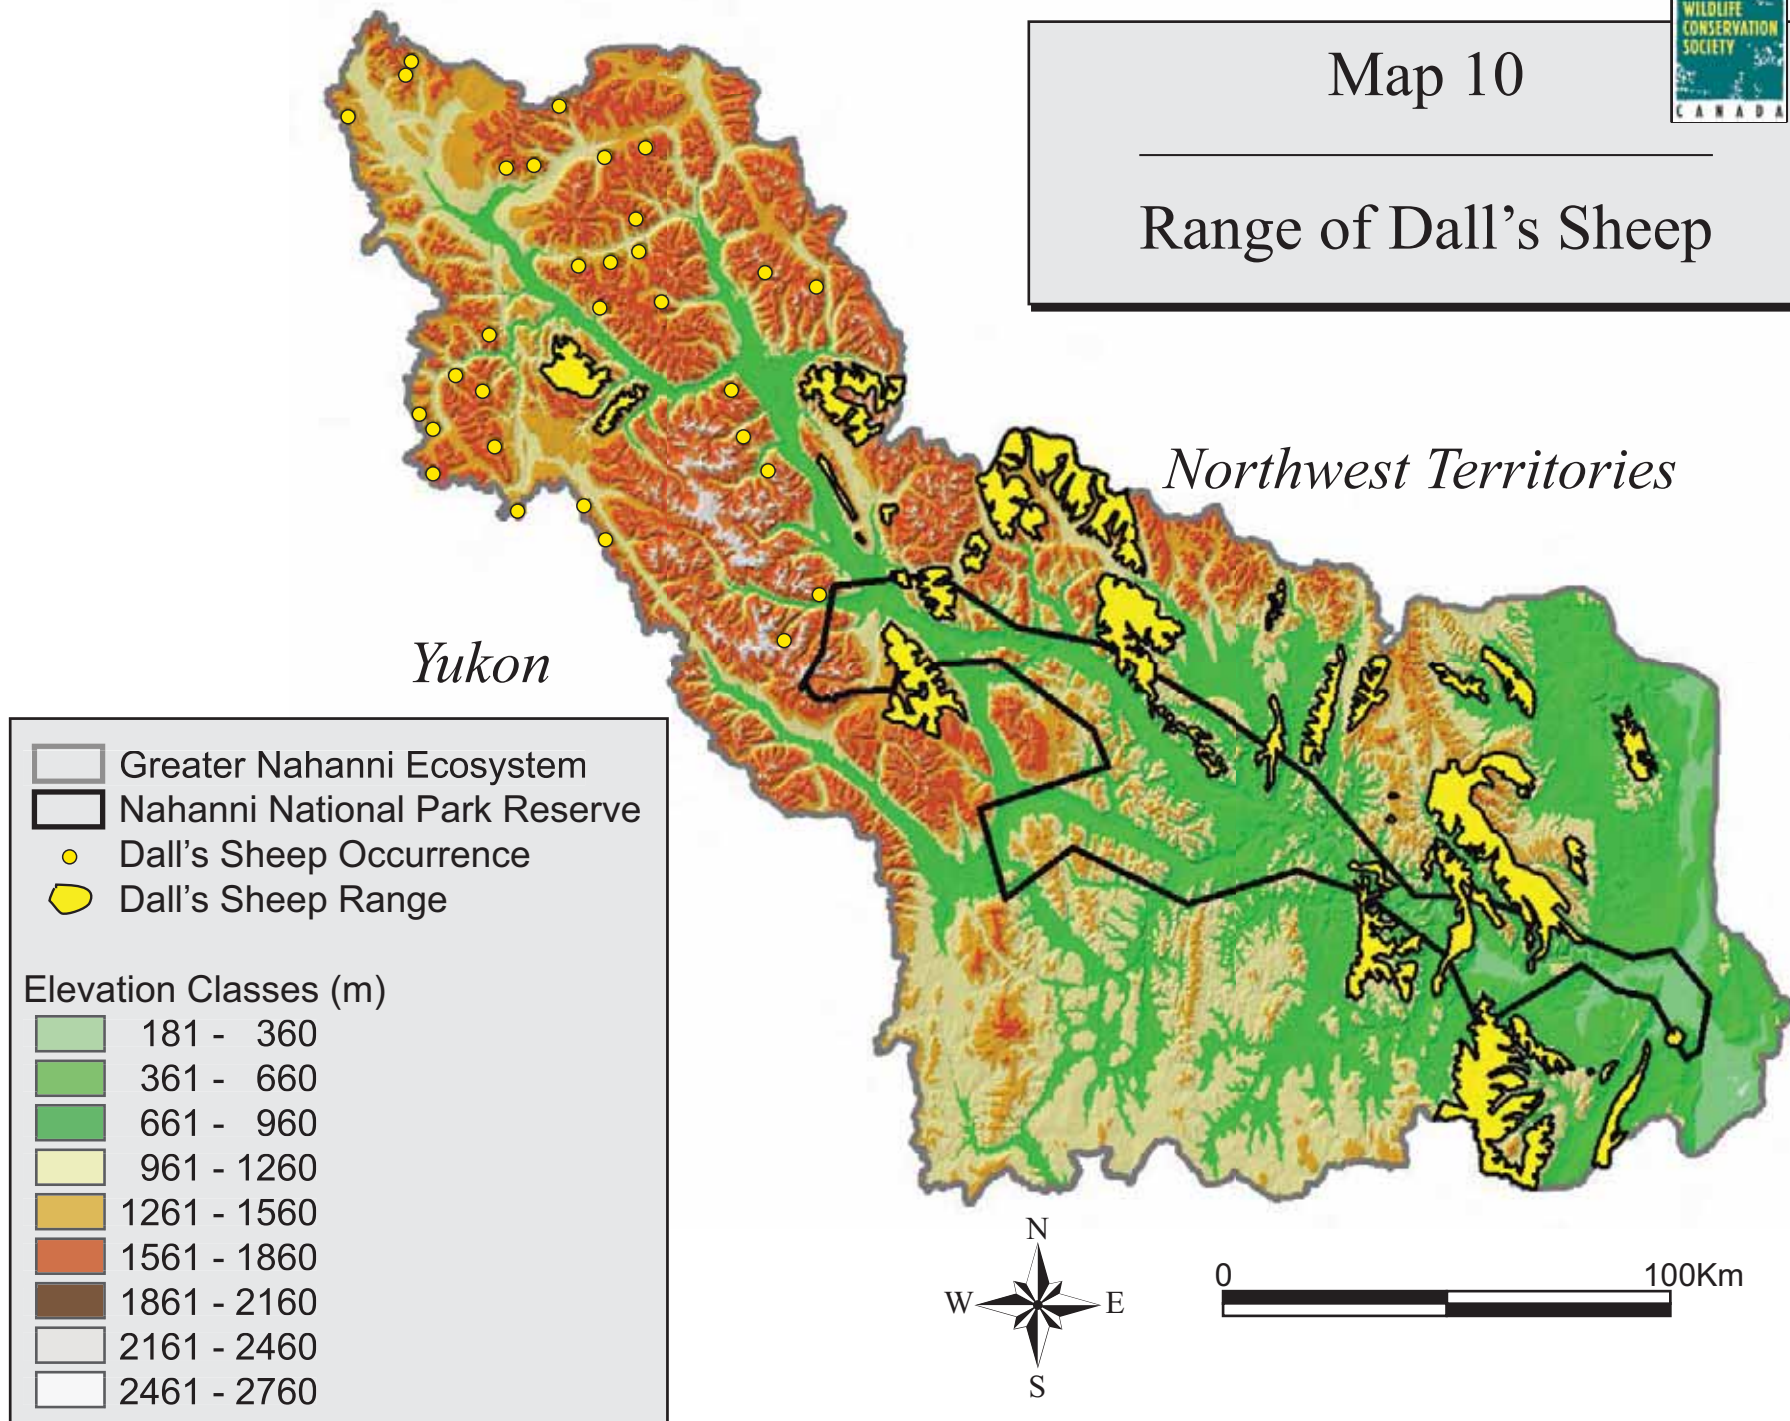 WILDLIFE
CONSERVATION
SOCIETY
CANADA
Map 10
Range of Dall's Sheep
Northwest Territories
Yukon
Greater Nahanni Ecosystem
Nahanni National Park Reserve
Dall's Sheep Occurrence
Dall's Sheep Range
Elevation Classes (m)
181 - 360
361 - 660
661 - 960
961 - 1260
1261 - 1560
1561 - 1860
1861 - 2160
2161 - 2460
2461 - 2760
N
W E
S
0 100Km